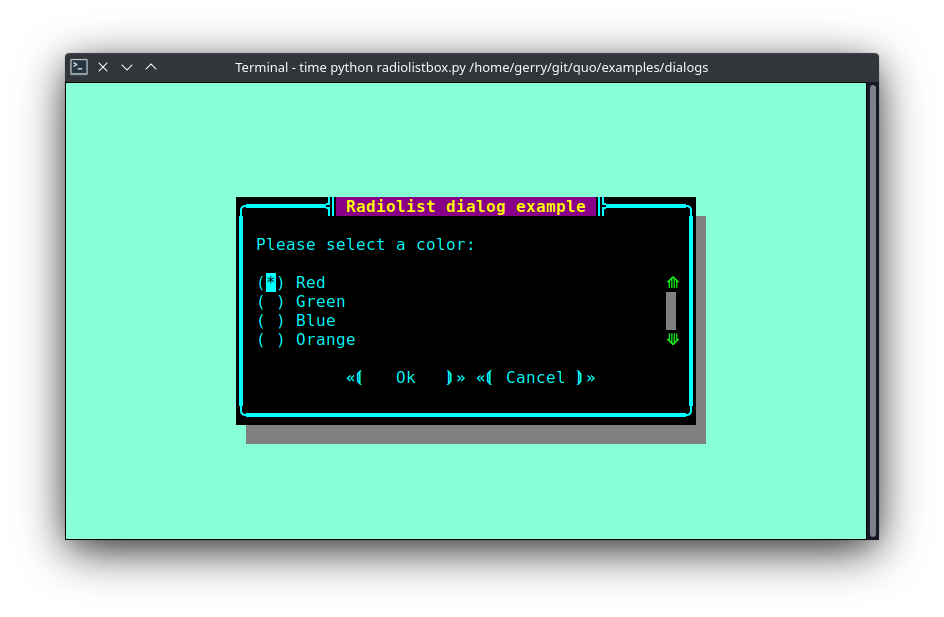 Terminal - time python radiolistbox.py /home/gerry/git/quo/examples/dialogs
Radiolist dialog example
Please select a color:
(*) Red
( ) Green
( ) Blue
( ) Orange
«⦗ Ok ⦘» «⦗ Cancel ⦘»